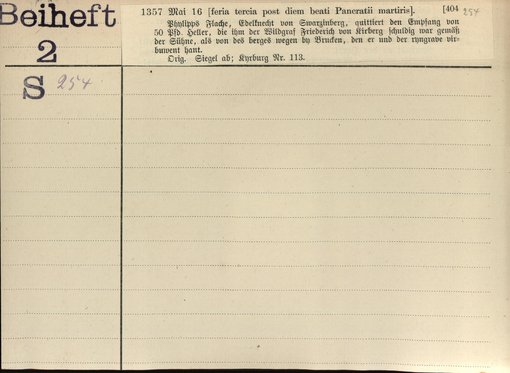 Beiheft
2
S 254
1357 Mai 16 [feria tercia post diem beati Pancratii martiris]. [404 254
Phylipps Flache, Edelknecht von Swarzinberg, quittiert den Empfang von
50 Pfd. Heller, die ihm der Wildgraf Friederich von Kirberg schuldig war gemäß
der Sühne, als von des berges wegen by Brucken, den er und der ryngrave vir-
buwent hant.
Orig. Siegel ab; Kyrburg Nr. 113.